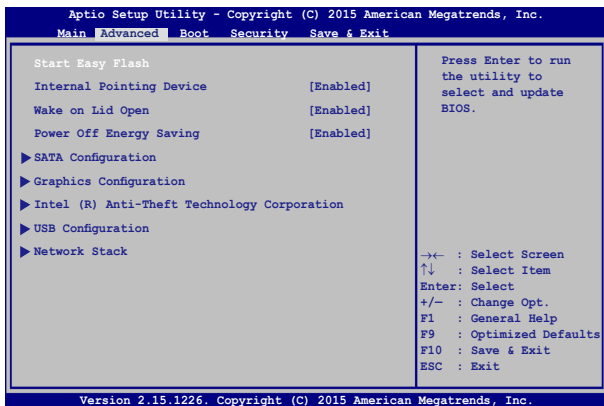 Aptio Setup Utility - Copyright (C) 2015 American Megatrends, Inc.
Main Advanced Boot Security Save & Exit
Start Easy Flash
Internal Pointing Device [Enabled]
Wake on Lid Open [Enabled]
Power Off Energy Saving [Enabled]
SATA Configuration
Graphics Configuration
Intel (R) Anti-Theft Technology Corporation
USB Configuration
Network Stack
Press Enter to run
the utility to
select and update
BIOS.
→← : Select Screen
↑↓ : Select Item
Enter: Select
+/− : Change Opt.
F1 : General Help
F9 : Optimized Defaults
F10 : Save & Exit
ESC : Exit
Version 2.15.1226. Copyright (C) 2015 American Megatrends, Inc.